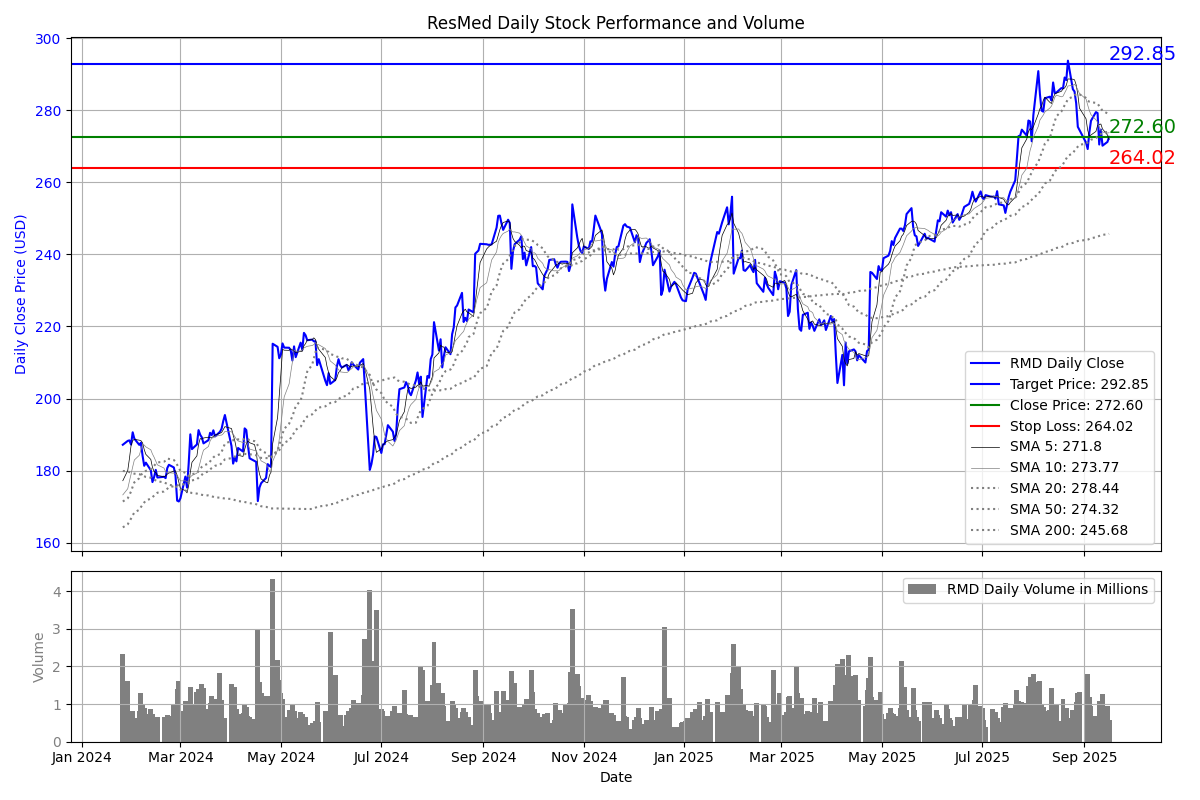 ResMed Daily Stock Performance and Volume
300
280
260
240
220
200
180
160
Daily Close Price (USD)
292.85
272.60
264.02
RMD Daily Close
Target Price: 292.85
Close Price: 272.60
Stop Loss: 264.02
SMA 5: 271.8
SMA 10: 273.77
SMA 20: 278.44
SMA 50: 274.32
SMA 200: 245.68
4
3
2
1
0
Volume
RMD Daily Volume in Millions
Jan 2024 Mar 2024 May 2024 Jul 2024 Sep 2024 Nov 2024 Jan 2025 Mar 2025 May 2025 Jul 2025 Sep 2025
Date